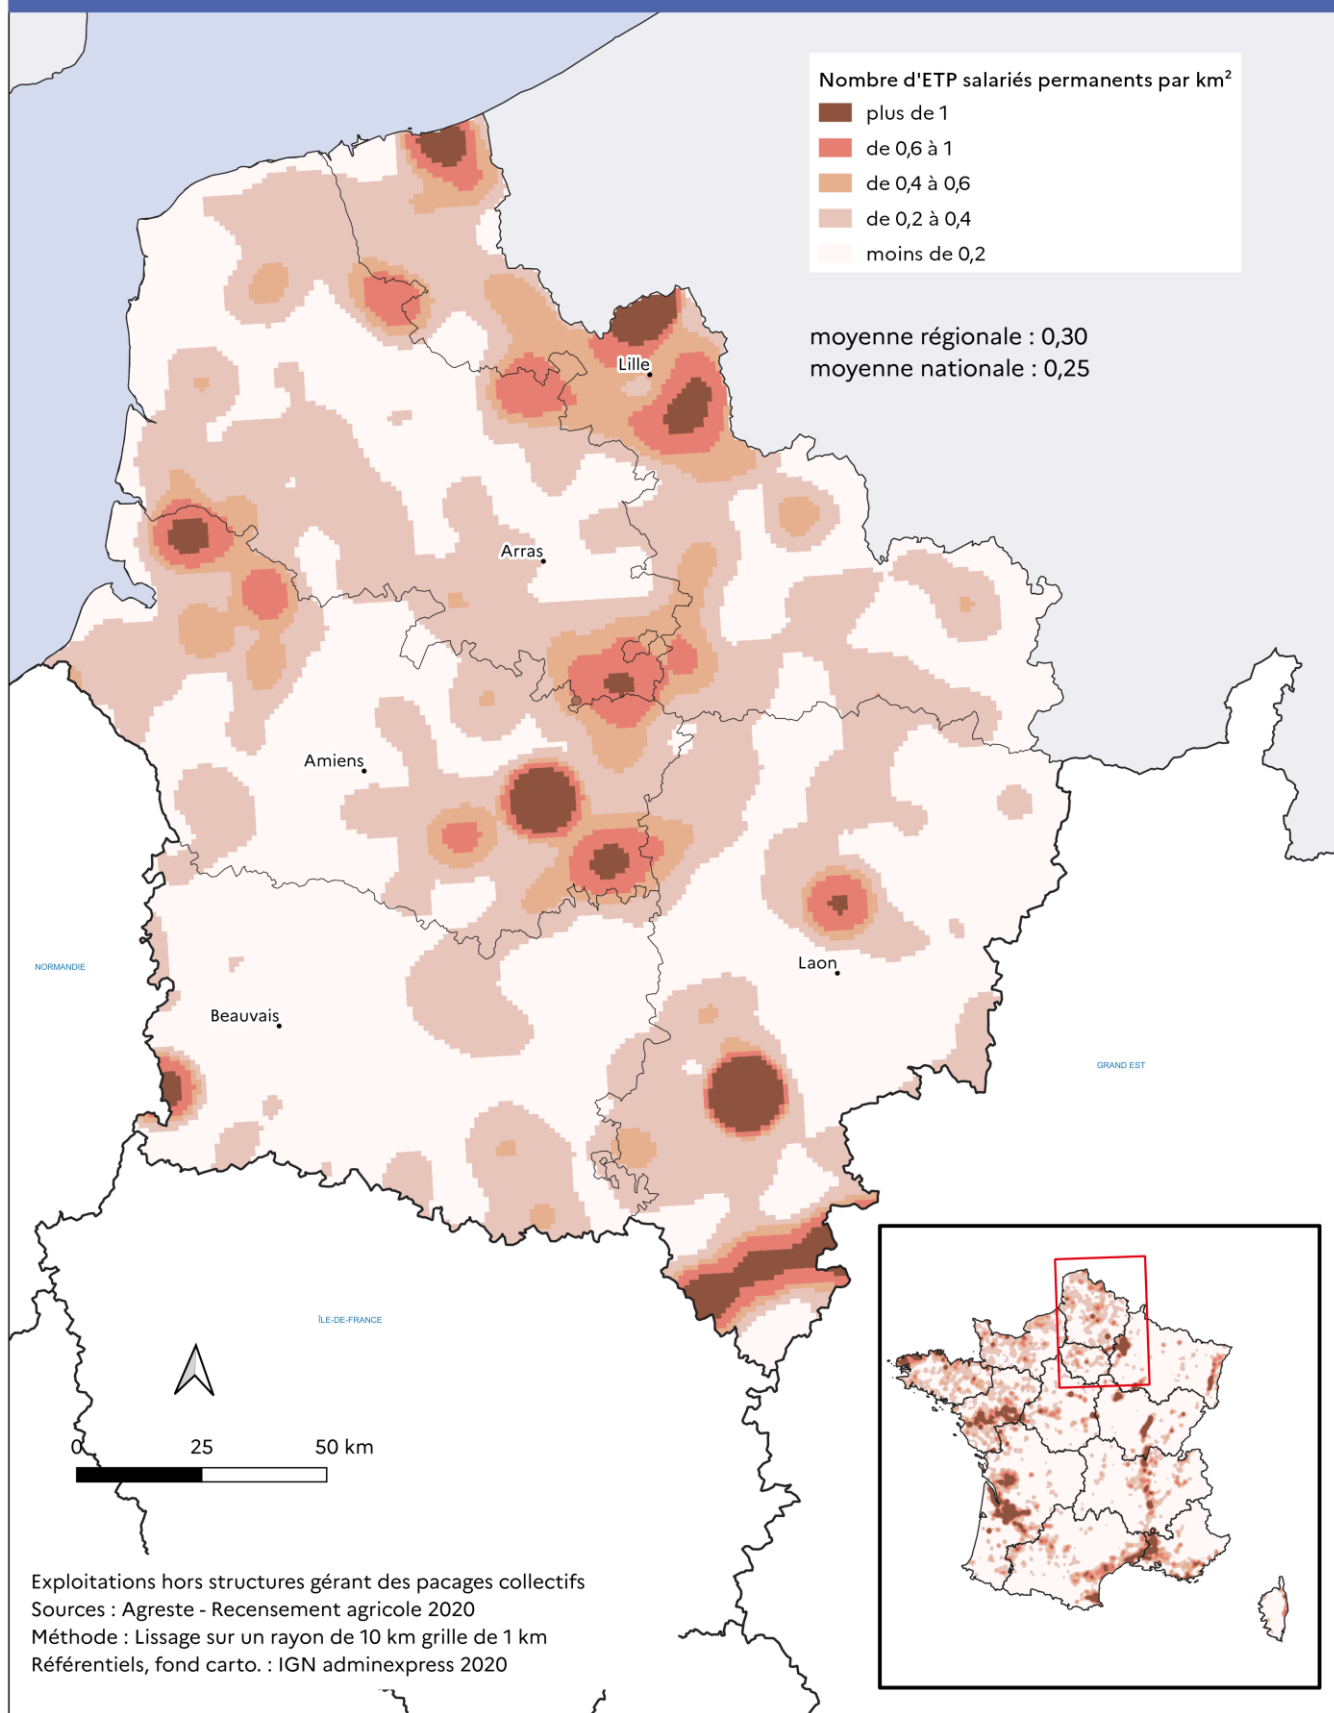 Nombre d'ETP salariés permanents par km²
plus de 1
de 0,6 à 1
de 0,4 à 0,6
de 0,2 à 0,4
moins de 0,2
moyenne régionale : 0,30
moyenne nationale : 0,25
Lille
Arras
Amiens
Laon
NORMANDIE
Beauvais
GRAND EST
ÎLE-DE-FRANCE
0 25 50 km
Exploitations hors structures gérant des pacages collectifs
Sources : Agreste - Recensement agricole 2020
Méthode : Lissage sur un rayon de 10 km grille de 1 km
Référentiels, fond carto. : IGN adminexpress 2020